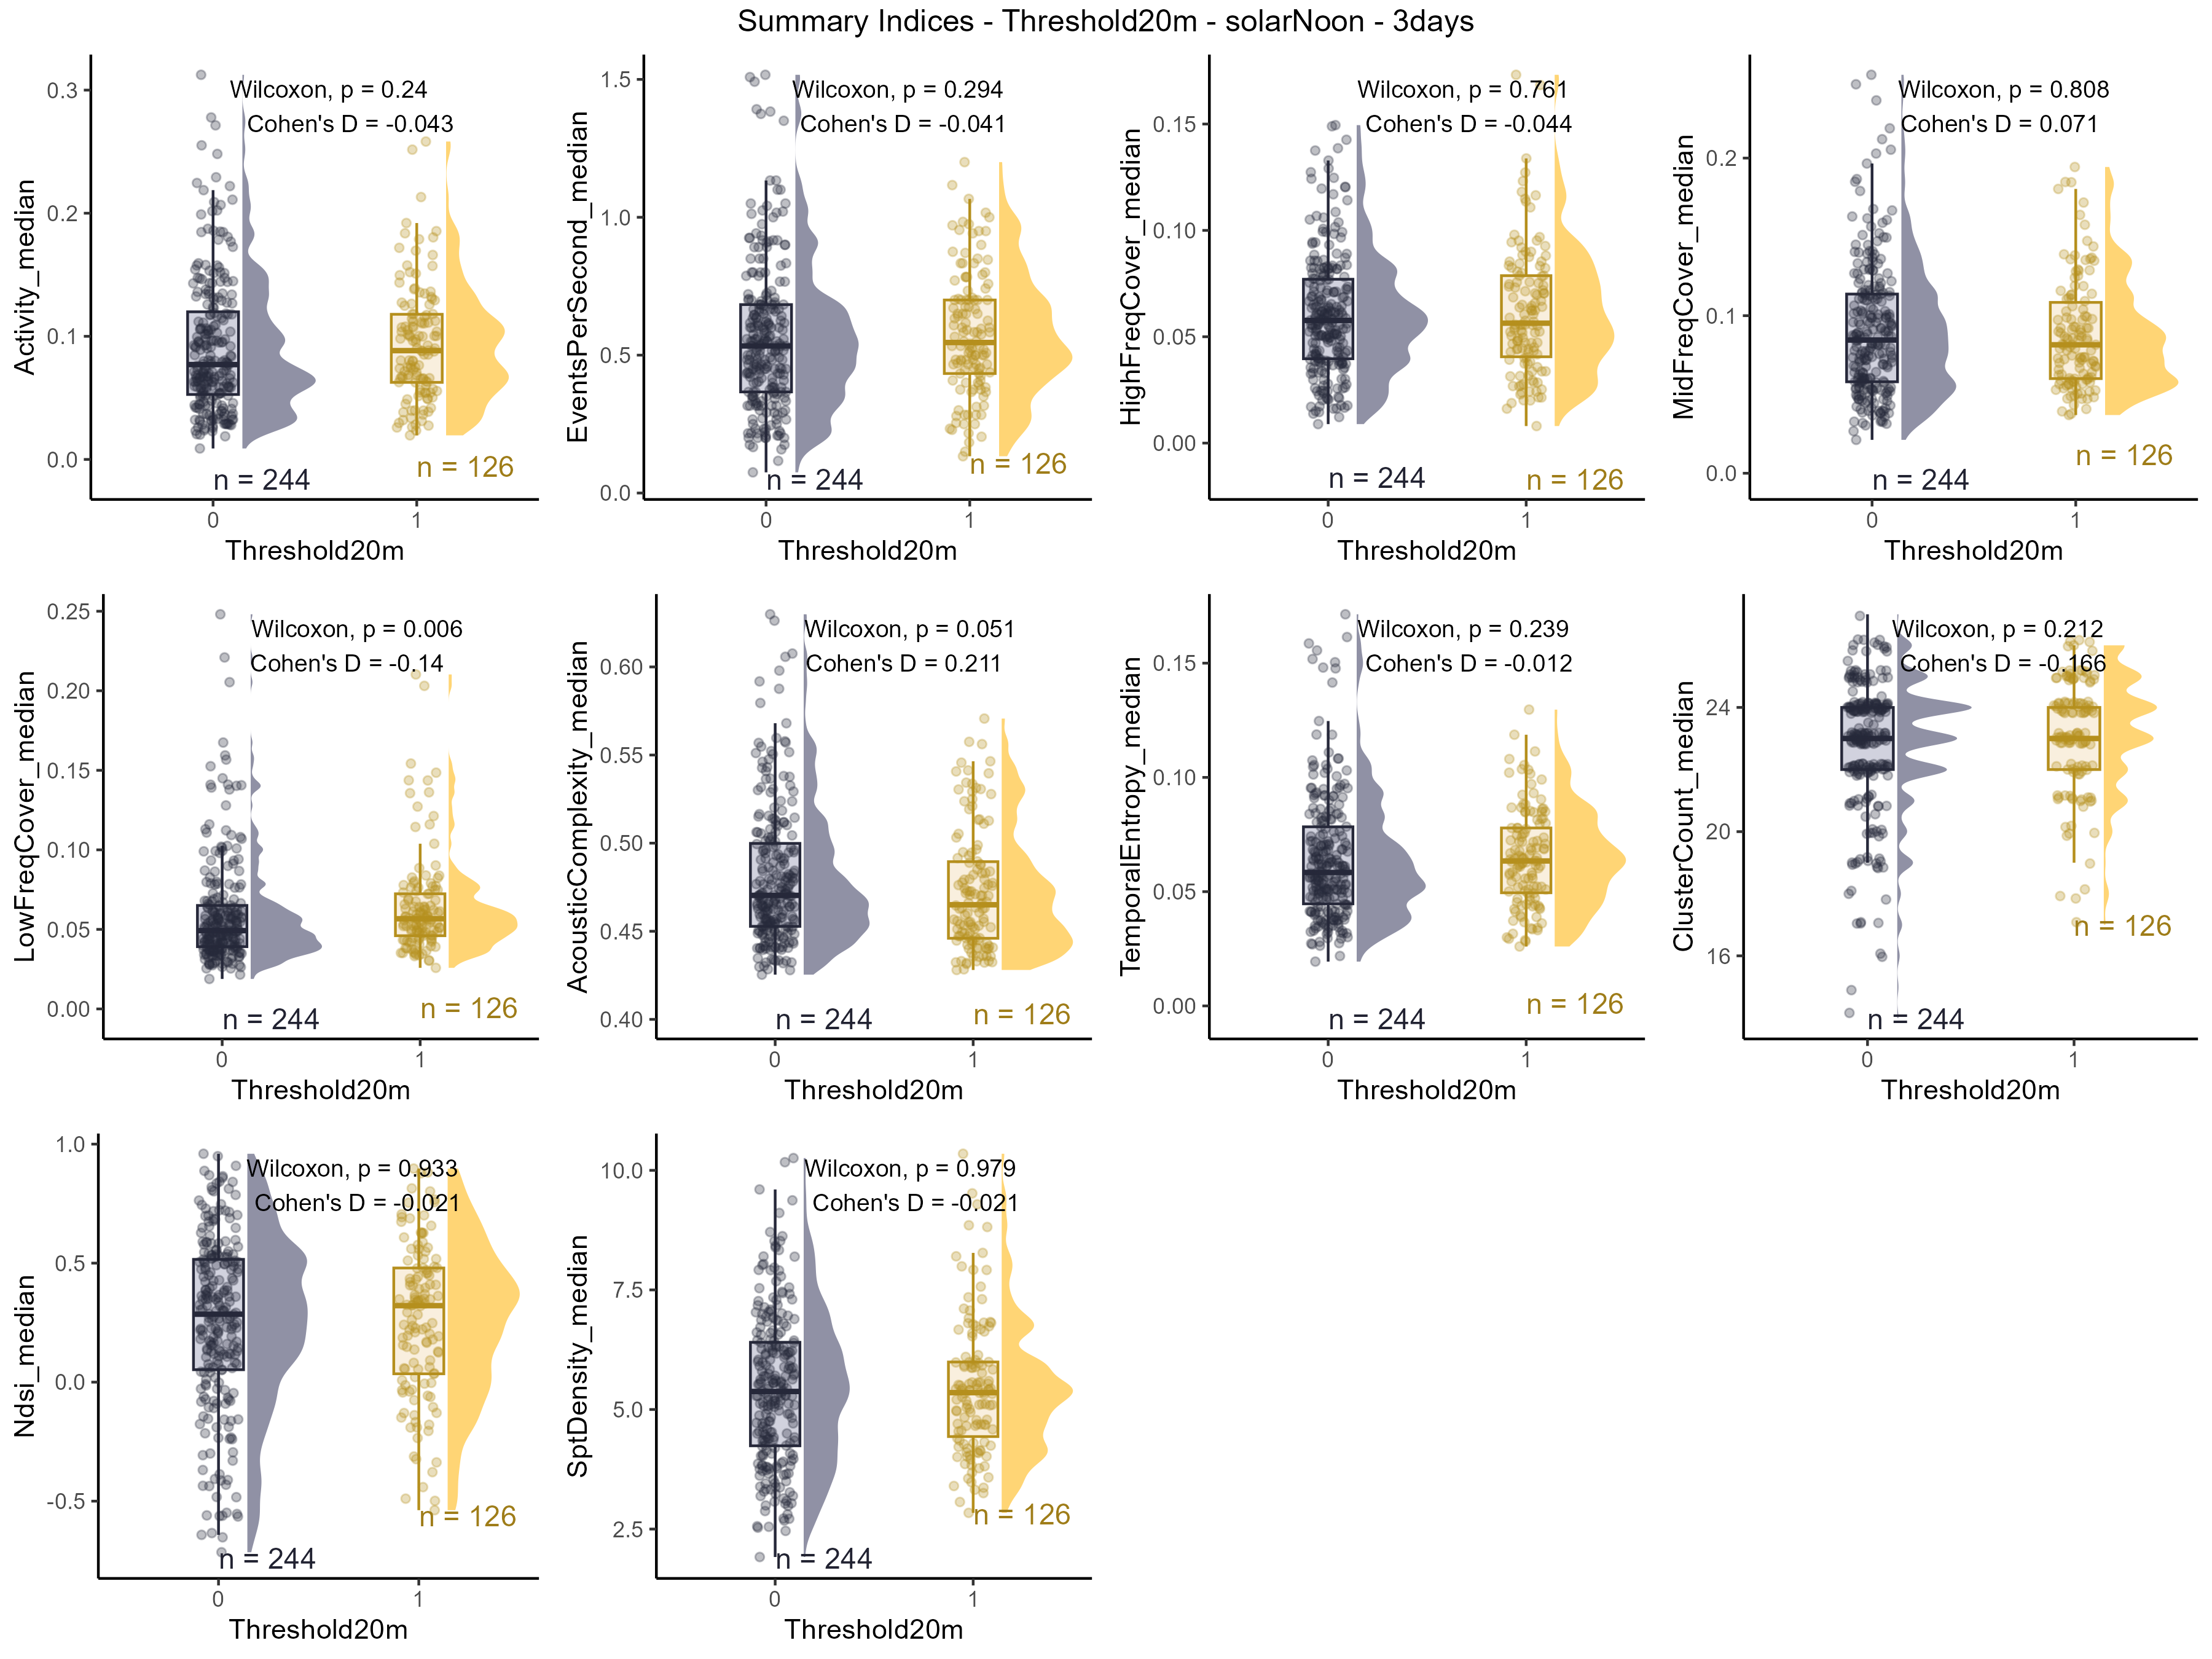 Summary Indices - Threshold20m - solarNoon - 3days
Activity_median
0.3
0.2
0.1
0.0
Wilcoxon, p = 0.24
Cohen's D = -0.043
n = 244
n = 126
0
1
Threshold20m
EventsPerSecond_median
1.5
1.0
0.5
0.0
Wilcoxon, p = 0.294
Cohen's D = -0.041
n = 244
n = 126
0
1
Threshold20m
HighFreqCover_median
0.15
0.10
0.05
0.00
Wilcoxon, p = 0.761
Cohen's D = -0.044
n = 244
n = 126
0
1
Threshold20m
MidFreqCover_median
0.2
0.1
0.0
Wilcoxon, p = 0.808
Cohen's D = 0.071
n = 244
n = 126
0
1
Threshold20m
LowFreqCover_median
0.25
0.20
0.15
0.10
0.05
0.00
Wilcoxon, p = 0.006
Cohen's D = -0.14
n = 244
n = 126
0
1
Threshold20m
AcousticComplexity_median
0.60
0.55
0.50
0.45
0.40
Wilcoxon, p = 0.051
Cohen's D = 0.211
n = 244
n = 126
0
1
Threshold20m
TemporalEntropy_median
0.15
0.10
0.05
0.00
Wilcoxon, p = 0.239
Cohen's D = -0.012
n = 244
n = 126
0
1
Threshold20m
ClusterCount_median
24
20
16
Wilcoxon, p = 0.212
Cohen's D = -0.166
n = 244
n = 126
0
1
Threshold20m
Ndsi_median
1.0
0.5
0.0
-0.5
Wilcoxon, p = 0.933
Cohen's D = -0.021
n = 244
n = 126
0
1
Threshold20m
SptDensity_median
10.0
7.5
5.0
2.5
Wilcoxon, p = 0.979
Cohen's D = -0.021
n = 244
n = 126
0
1
Threshold20m